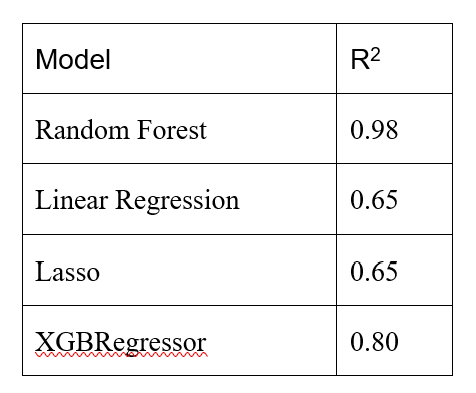 Model R²
Random Forest 0.98
Linear Regression 0.65
Lasso 0.65
XGBRegressor 0.80